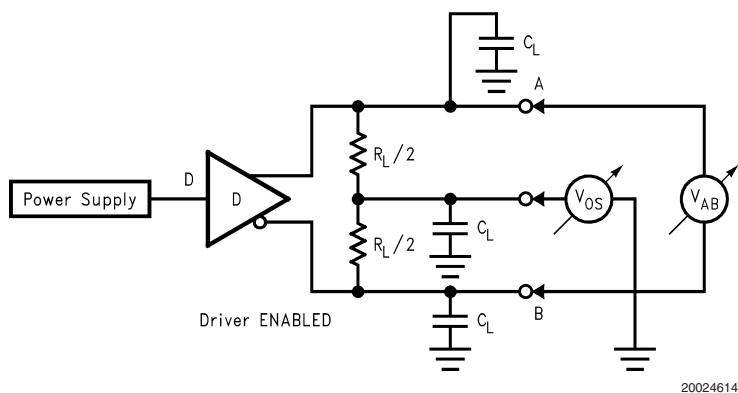 C_L
A
R_L/2
D
Power Supply
D
V_OS
V_AB
C_L
R_L/2
Driver ENABLED
C_L
B
20024614